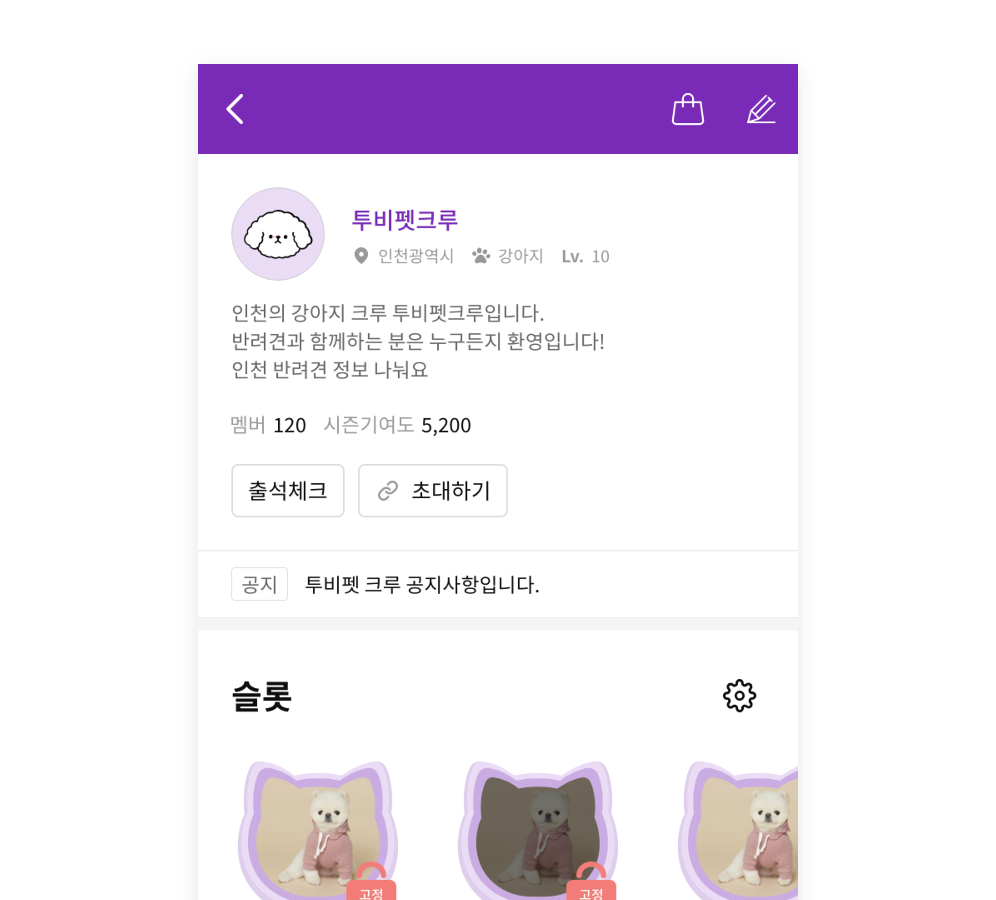 투비펫크루
인천광역시 강아지 Lv. 10
인천의 강아지 크루 투비펫크루입니다.
반려견과 함께하는 분은 누구든지 환영입니다!
인천 반려견 정보 나눠요
멤버 120 시즌기여도 5,200
출석체크 초대하기
공지 투비펫 크루 공지사항입니다.
슬롯
고정 고정